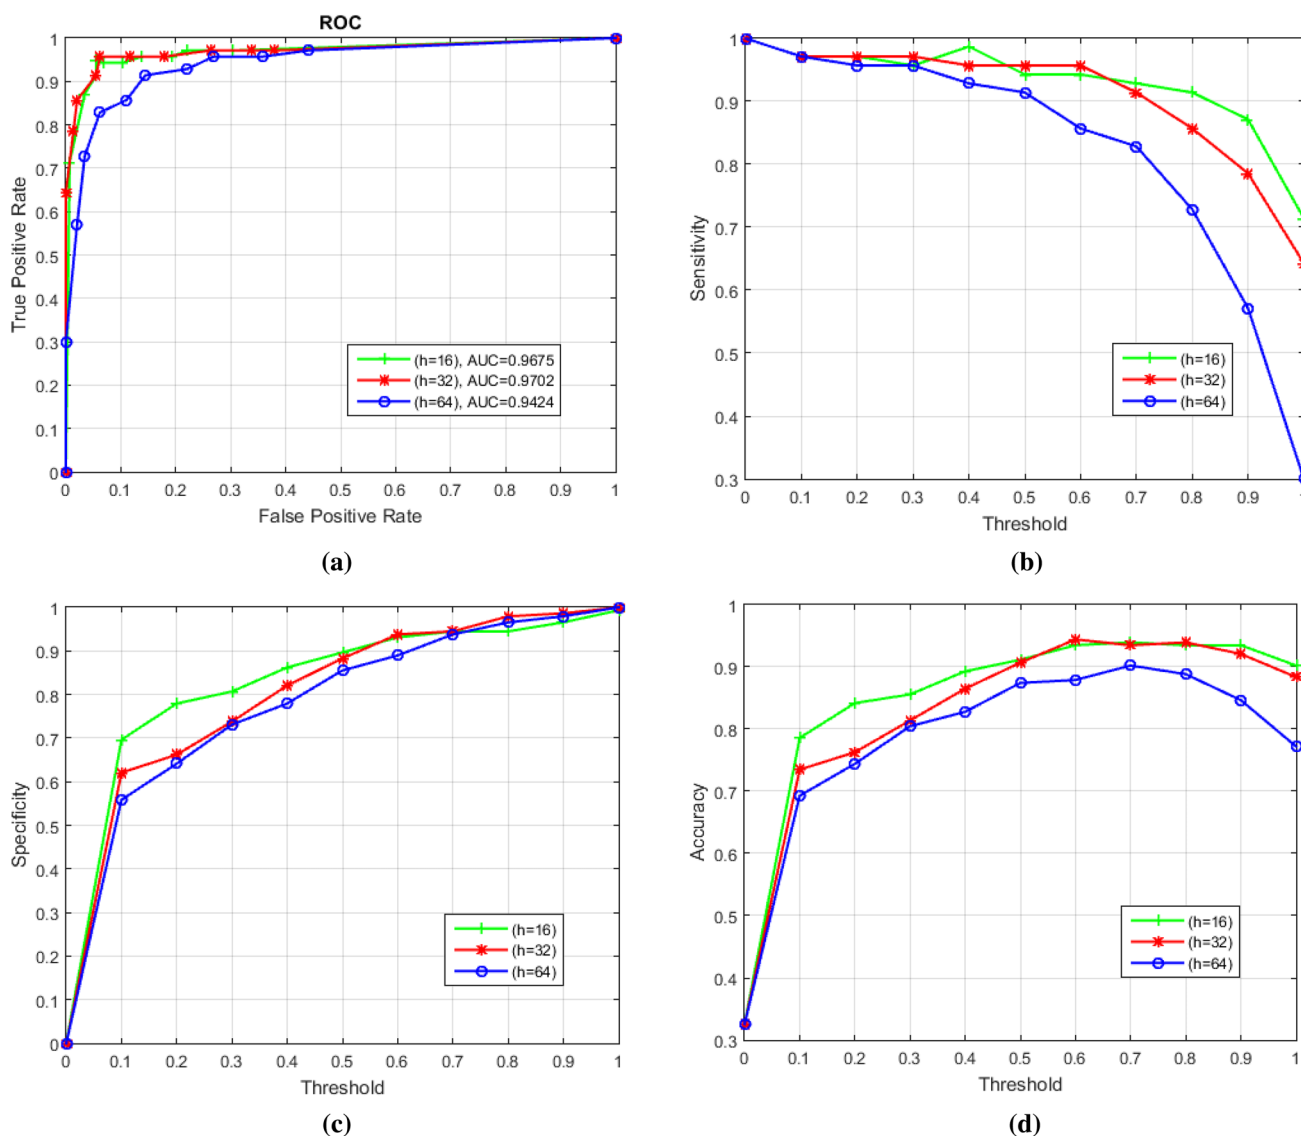 ROC
1
0.9
0.8
0.7
0.6
0.5
0.4
0.3
0.2
0.1
0
True Positive Rate
(h=16), AUC=0.9675
(h=32), AUC=0.9702
(h=64), AUC=0.9424
0 0.1 0.2 0.3 0.4 0.5 0.6 0.7 0.8 0.9 1
False Positive Rate
(a)
1
0.9
0.8
0.7
0.6
0.5
0.4
0.3
Sensitivity
(h=16)
(h=32)
(h=64)
0 0.1 0.2 0.3 0.4 0.5 0.6 0.7 0.8 0.9
Threshold
(b)
1
0.9
0.8
0.7
0.6
0.5
0.4
0.3
0.2
0.1
0
Specificity
(h=16)
(h=32)
(h=64)
0 0.1 0.2 0.3 0.4 0.5 0.6 0.7 0.8 0.9 1
Threshold
(c)
1
0.9
0.8
0.7
0.6
0.5
0.4
0.3
Accuracy
(h=16)
(h=32)
(h=64)
0 0.1 0.2 0.3 0.4 0.5 0.6 0.7 0.8 0.9 1
Threshold
(d)